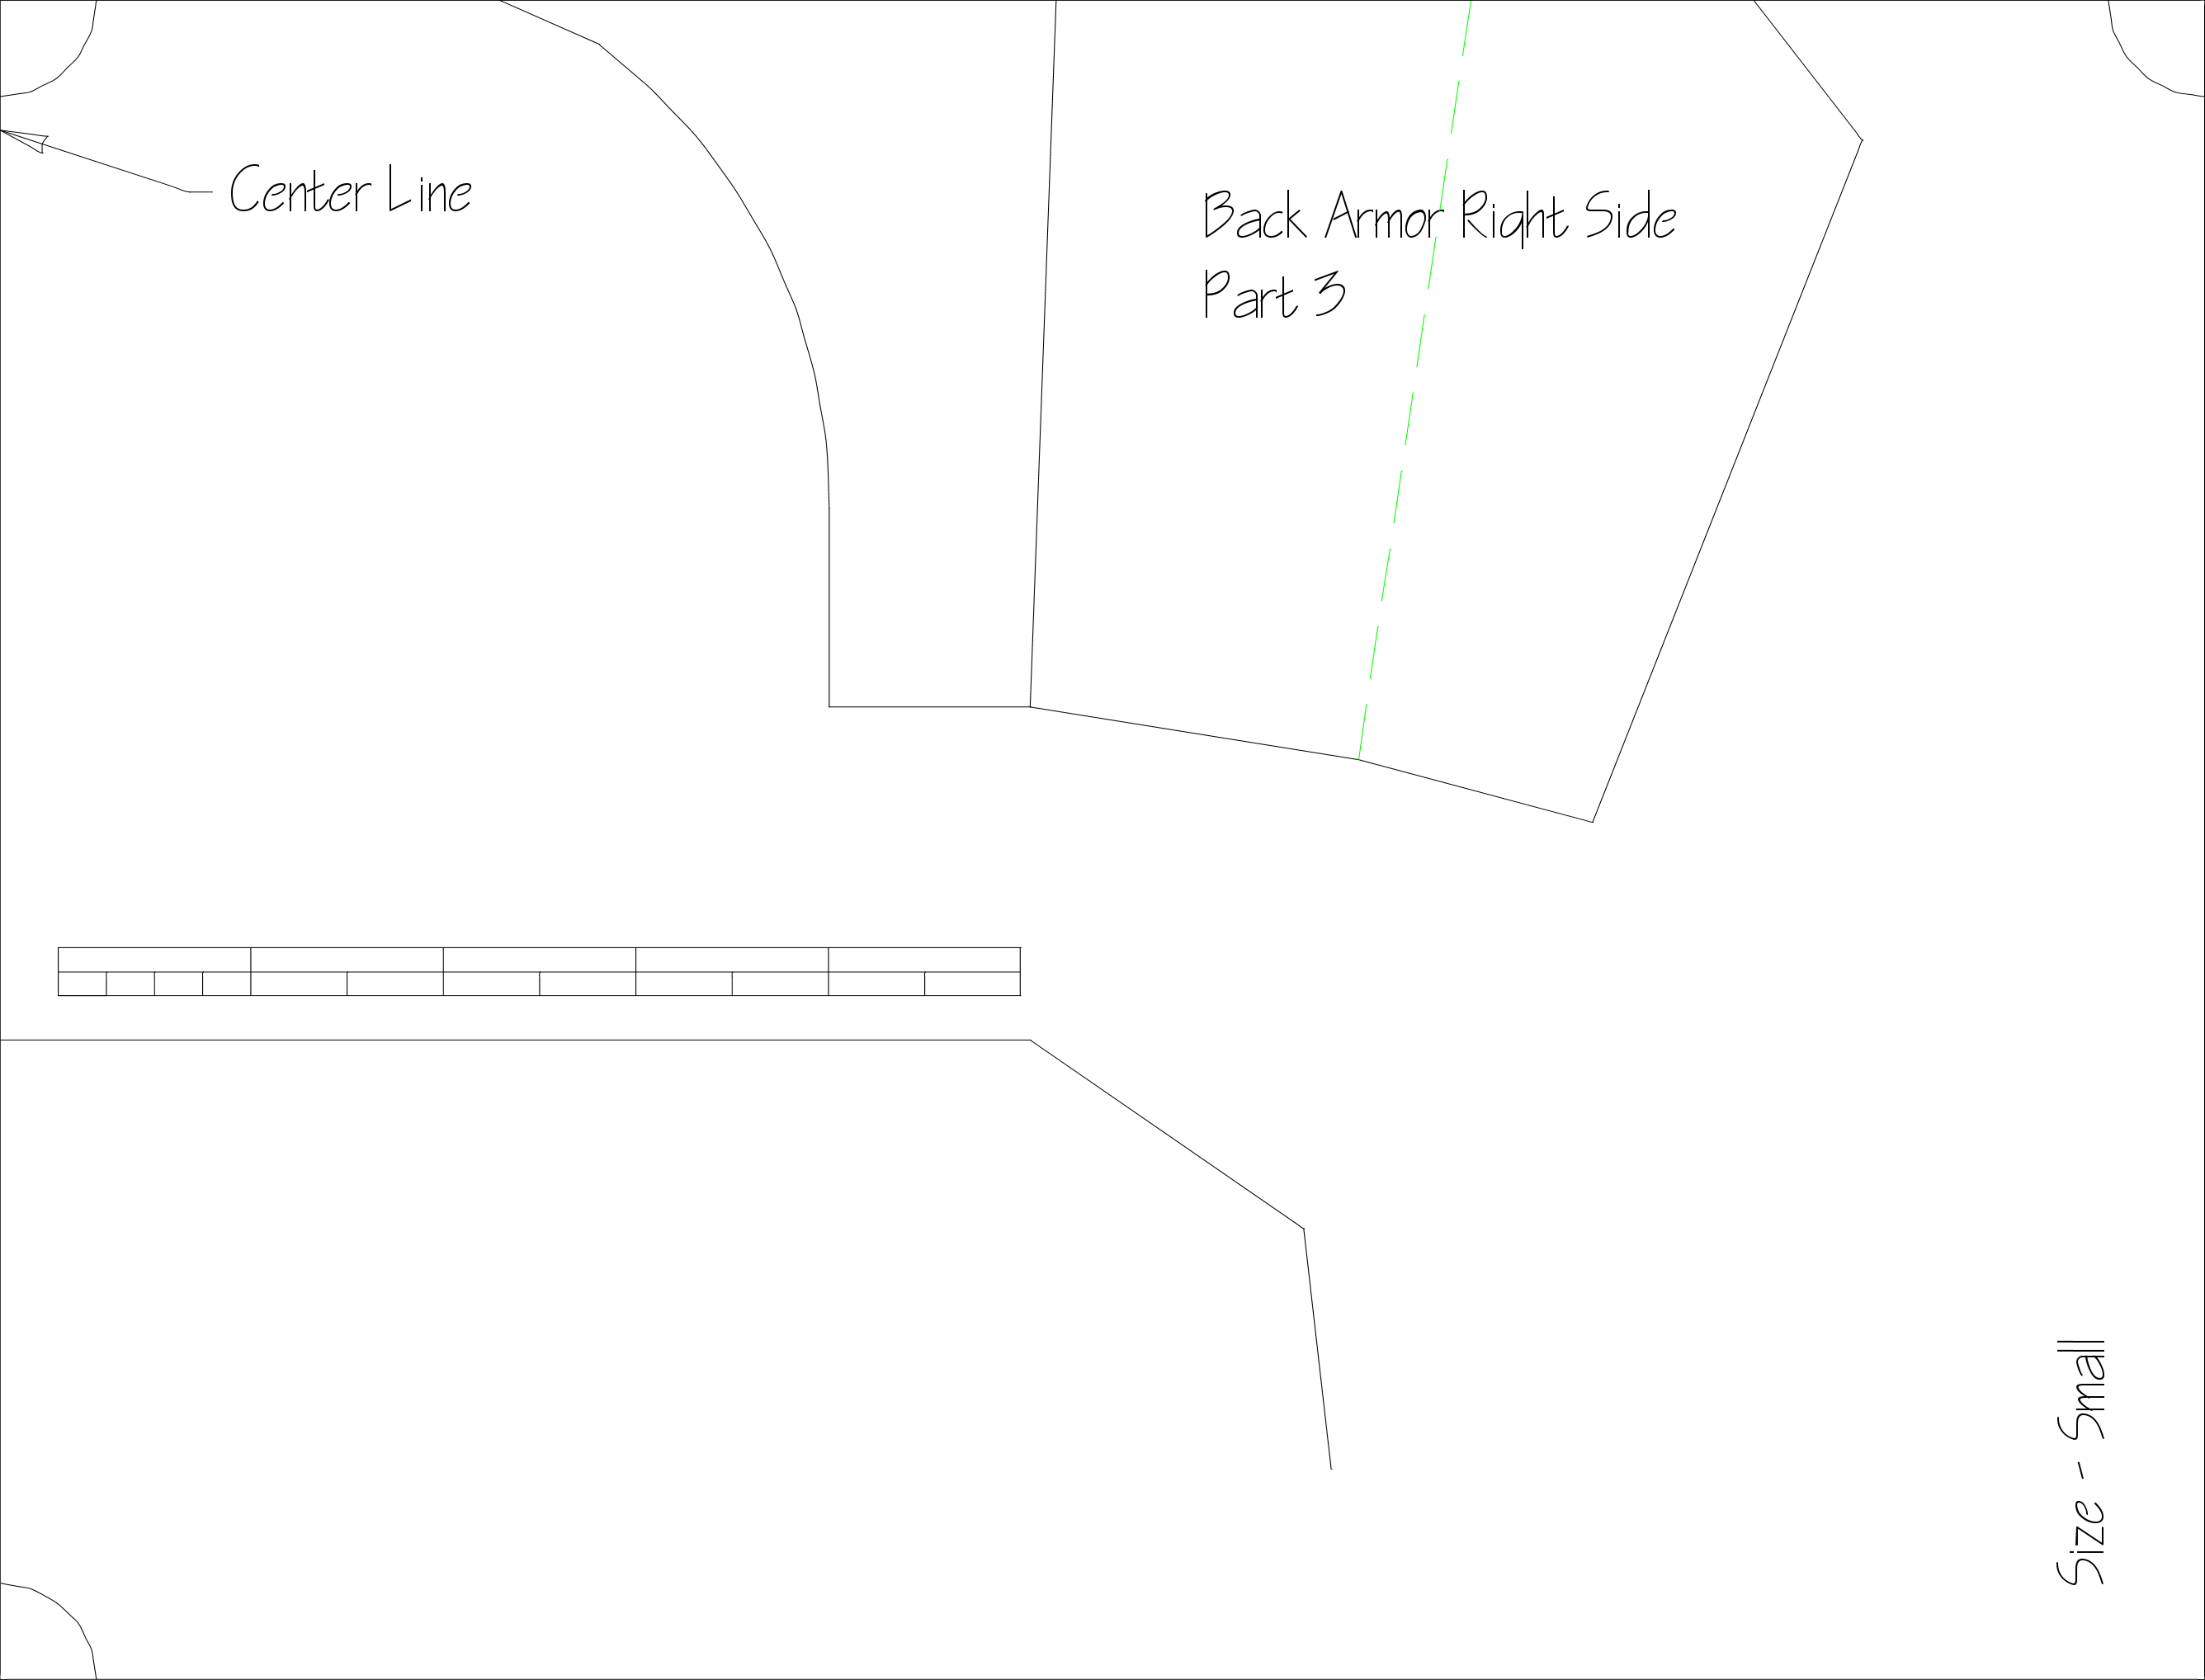 Center Line
Back Armor Right Side
Part 3
Size - Small